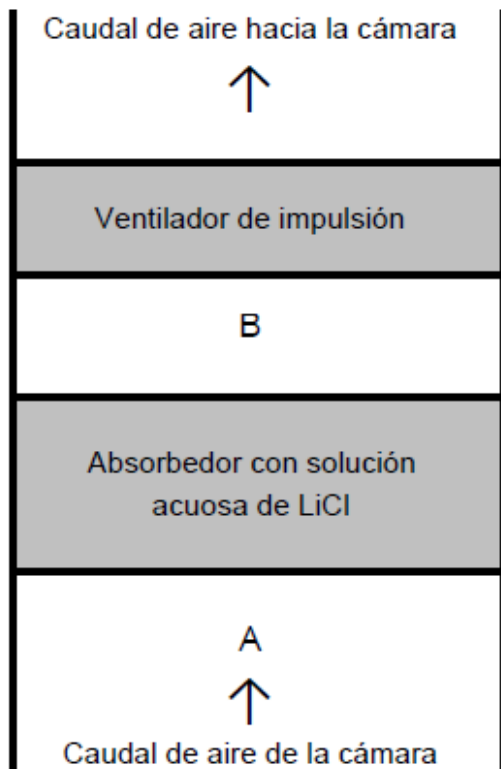 Caudal de aire hacia la cámara
Ventilador de impulsión
B
Absorbedor con solución
acuosa de LiCl
A
Caudal de aire de la cámara